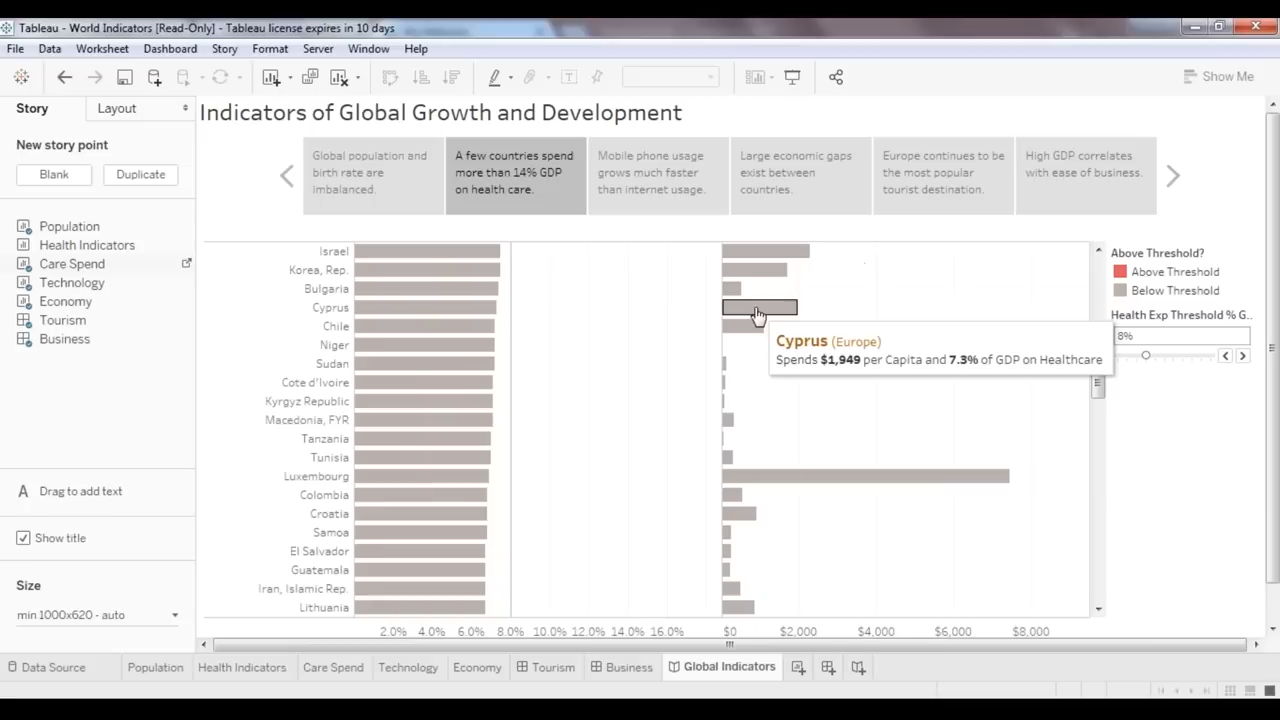 Tableau - World Indicators [Read-Only] - Tableau license expires in 10 days
File Data Worksheet Dashboard Story Format Server Window Help
Show Me
Story Layout
New story point
Blank Duplicate
Population
Health Indicators
Care Spend
Technology
Economy
Tourism
Business
A Drag to add text
Show title
Size
min 1000x620 - auto
Indicators of Global Growth and Development
Global population and
birth rate are
imbalanced.
A few countries spend
more than 14% GDP
on health care.
Mobile phone usage
grows much faster
than internet usage.
Large economic gaps
exist between
countries.
Europe continues to be
the most popular
tourist destination.
High GDP correlates
with ease of business.
Israel
Korea, Rep.
Bulgaria
Cyprus
Chile
Niger
Sudan
Cote d'Ivoire
Kyrgyz Republic
Macedonia, FYR
Tanzania
Tunisia
Luxembourg
Colombia
Croatia
Samoa
El Salvador
Guatemala
Iran, Islamic Rep.
Lithuania
2.0% 4.0% 6.0% 8.0% 10.0% 12.0% 14.0% 16.0% $0 $2,000 $4,000 $6,000 $8,000
Cyprus (Europe)
Spends $1,949 per Capita and 7.3% of GDP on Healthcare
Above Threshold?
Above Threshold
Below Threshold
Health Exp Threshold % G..
8%
Data Source Population Health Indicators Care Spend Technology Economy Tourism Business Global Indicators